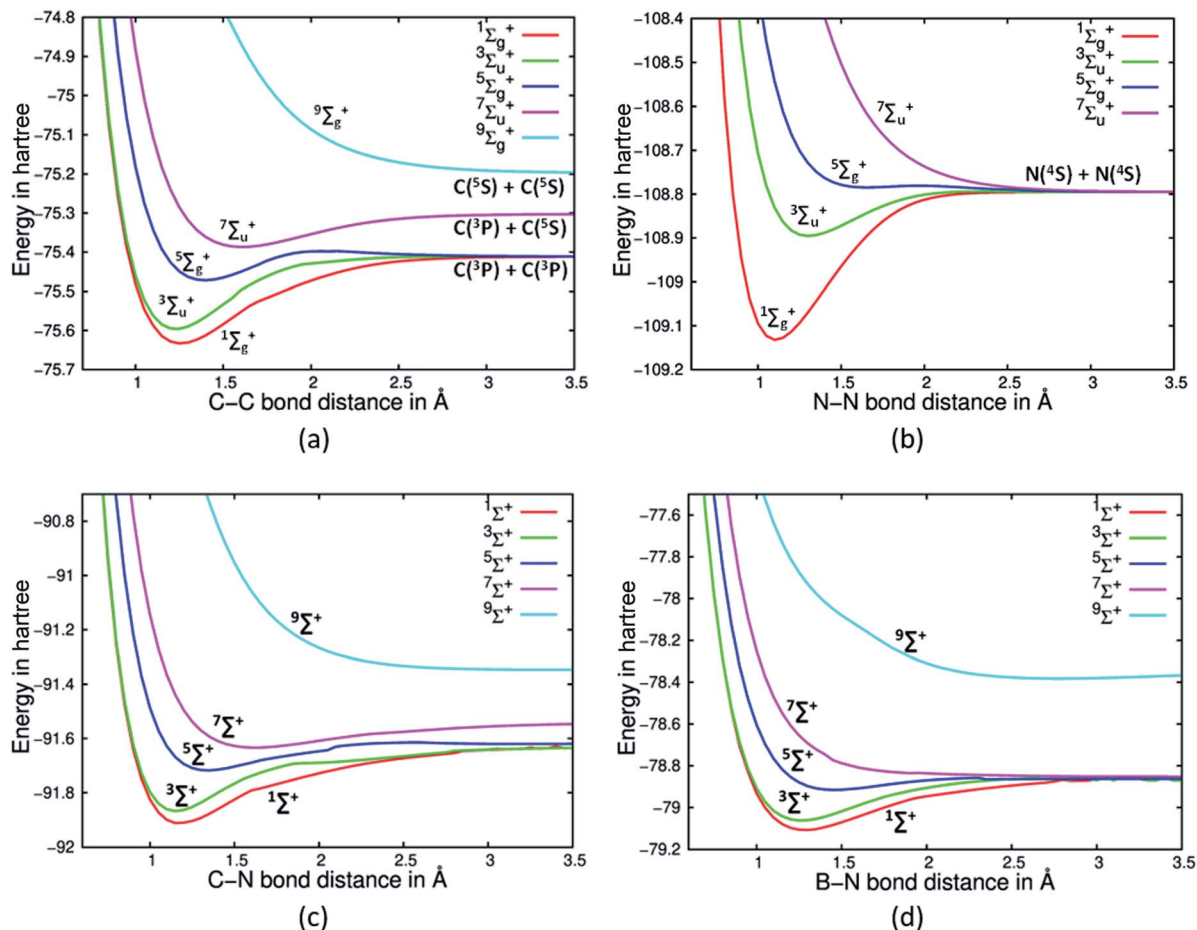 −74.8
−74.9
−75
−75.1
−75.2
−75.3
−75.4
−75.5
−75.6
−75.7
Energy in hartree
¹Σg⁺
³Σu⁺
⁵Σg⁺
⁷Σu⁺
⁹Σg⁺
⁹Σg⁺
C(⁵S) + C(⁵S)
⁷Σu⁺
C(³P) + C(⁵S)
⁵Σg⁺
C(³P) + C(³P)
³Σu⁺
¹Σg⁺
1 1.5 2 2.5 3 3.5
C−C bond distance in Å
(a)
−108.4
−108.5
−108.6
−108.7
−108.8
−108.9
−109
−109.1
−109.2
Energy in hartree
¹Σg⁺
³Σu⁺
⁵Σg⁺
⁷Σu⁺
⁷Σu⁺
⁵Σg⁺
N(⁴S) + N(⁴S)
³Σu⁺
¹Σg⁺
1 1.5 2 2.5 3 3.5
N−N bond distance in Å
(b)
−90.8
−91
−91.2
−91.4
−91.6
−91.8
−92
Energy in hartree
¹Σ⁺
³Σ⁺
⁵Σ⁺
⁷Σ⁺
⁹Σ⁺
⁹Σ⁺
⁷Σ⁺
⁵Σ⁺
³Σ⁺
¹Σ⁺
1 1.5 2 2.5 3 3.5
C−N bond distance in Å
(c)
−77.6
−77.8
−78
−78.2
−78.4
−78.6
−78.8
−79
−79.2
Energy in hartree
¹Σ⁺
³Σ⁺
⁵Σ⁺
⁷Σ⁺
⁹Σ⁺
⁹Σ⁺
⁷Σ⁺
⁵Σ⁺
³Σ⁺
¹Σ⁺
1 1.5 2 2.5 3 3.5
B−N bond distance in Å
(d)